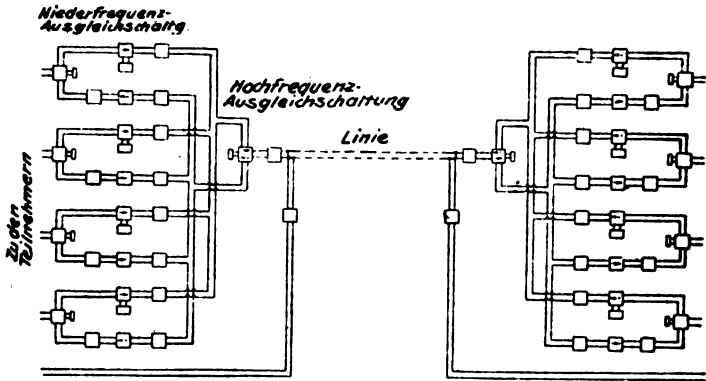 Niederfrequenz-
Ausgleichschaltg
Hochfrequenz-
Ausgleichschaltung
Linie
Zu den
Teilnehmern